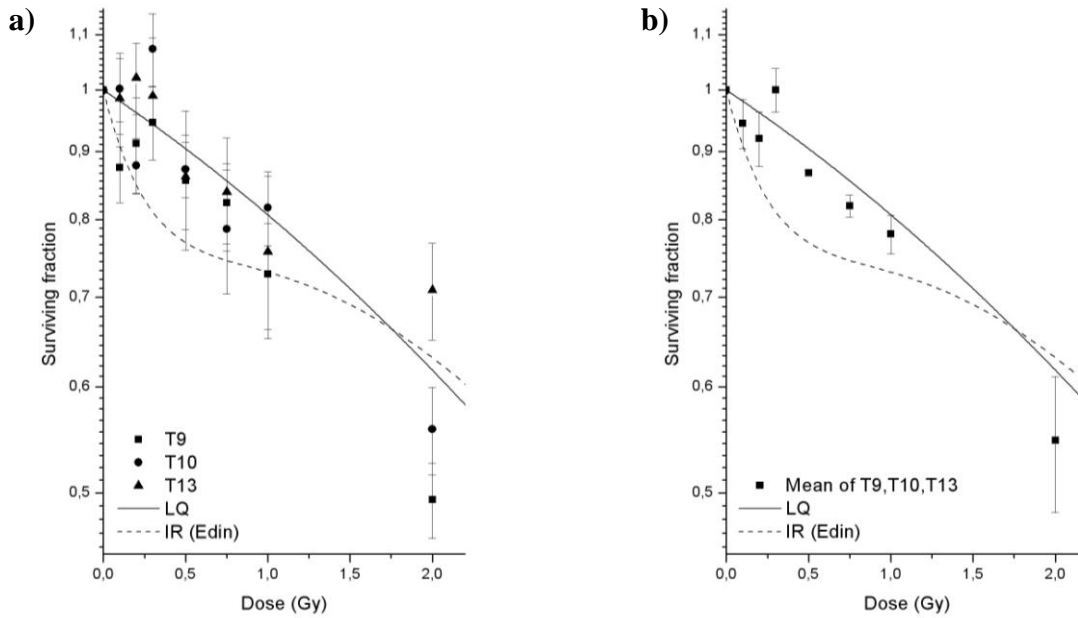 a)
1,1
1
0,9
0,8
0,7
0,6
0,5
Surviving fraction
T9
T10
T13
LQ
IR (Edin)
0,0 0,5 1,0 1,5 2,0
Dose (Gy)
b)
1,1
1
0,9
0,8
0,7
0,6
0,5
Surviving fraction
Mean of T9,T10,T13
LQ
IR (Edin)
0,0 0,5 1,0 1,5 2,0
Dose (Gy)